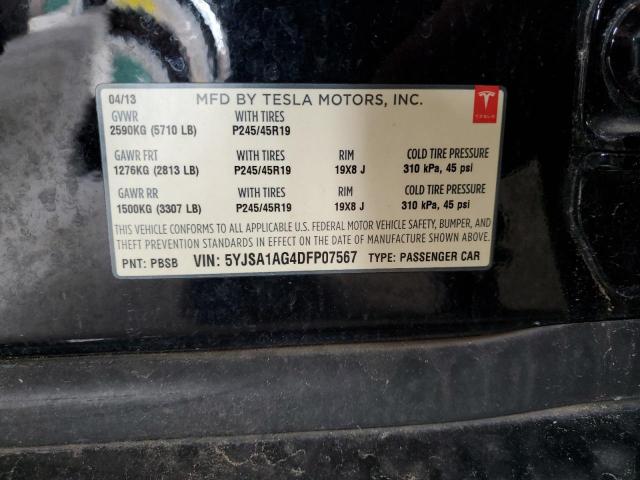 04/13 MFD BY TESLA MOTORS, INC.
GVWR WITH TIRES
2590KG (5710 LB) P245/45R19
TESLA
GAWR FRT WITH TIRES RIM COLD TIRE PRESSURE
1276KG (2813 LB) P245/45R19 19X8 J 310 kPa, 45 psi
GAWR RR WITH TIRES RIM COLD TIRE PRESSURE
1500KG (3307 LB) P245/45R19 19X8 J 310 kPa, 45 psi
THIS VEHICLE CONFORMS TO ALL APPLICABLE U.S. FEDERAL MOTOR VEHICLE SAFETY, BUMPER, AND
THEFT PREVENTION STANDARDS IN EFFECT ON THE DATE OF MANUFACTURE SHOWN ABOVE.
PNT: PBSB VIN: 5YJSA1AG4DFP07567 TYPE: PASSENGER CAR